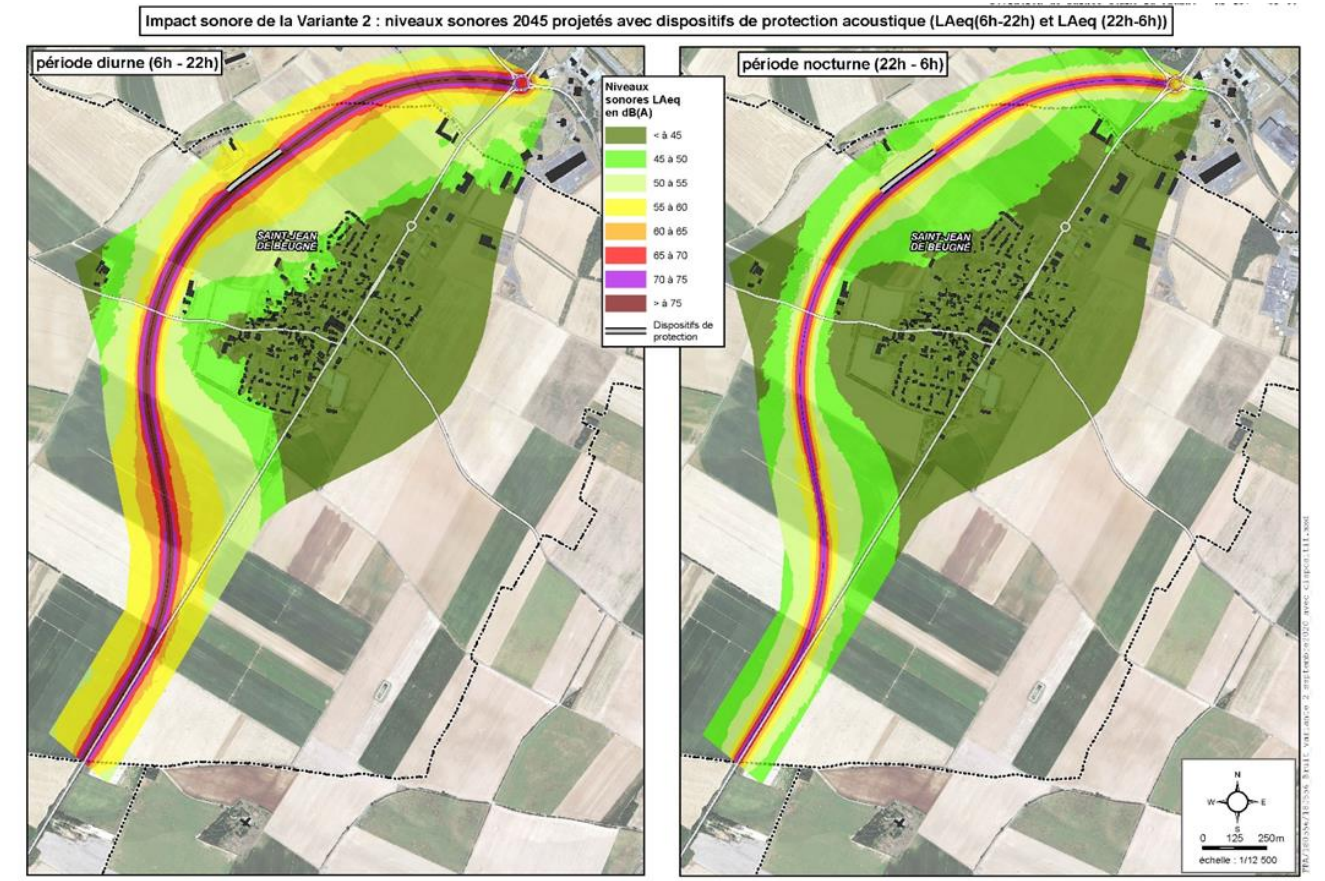 Impact sonore de la Variante 2 : niveaux sonores 2045 projetés avec dispositifs de protection acoustique (LAeq(6h-22h) et LAeq (22h-6h))
période diurne (6h - 22h)
SAINT-JEAN
DE BEUGNÉ
Niveaux
sonores LAeq
en dB(A)
< à 45
45 à 50
50 à 55
55 à 60
60 à 65
65 à 70
70 à 75
> à 75
Dispositifs de
protection
période nocturne (22h - 6h)
SAINT-JEAN
DE BEUGNÉ
N
W
E
S
0 125 250m
échelle : 1/12 500